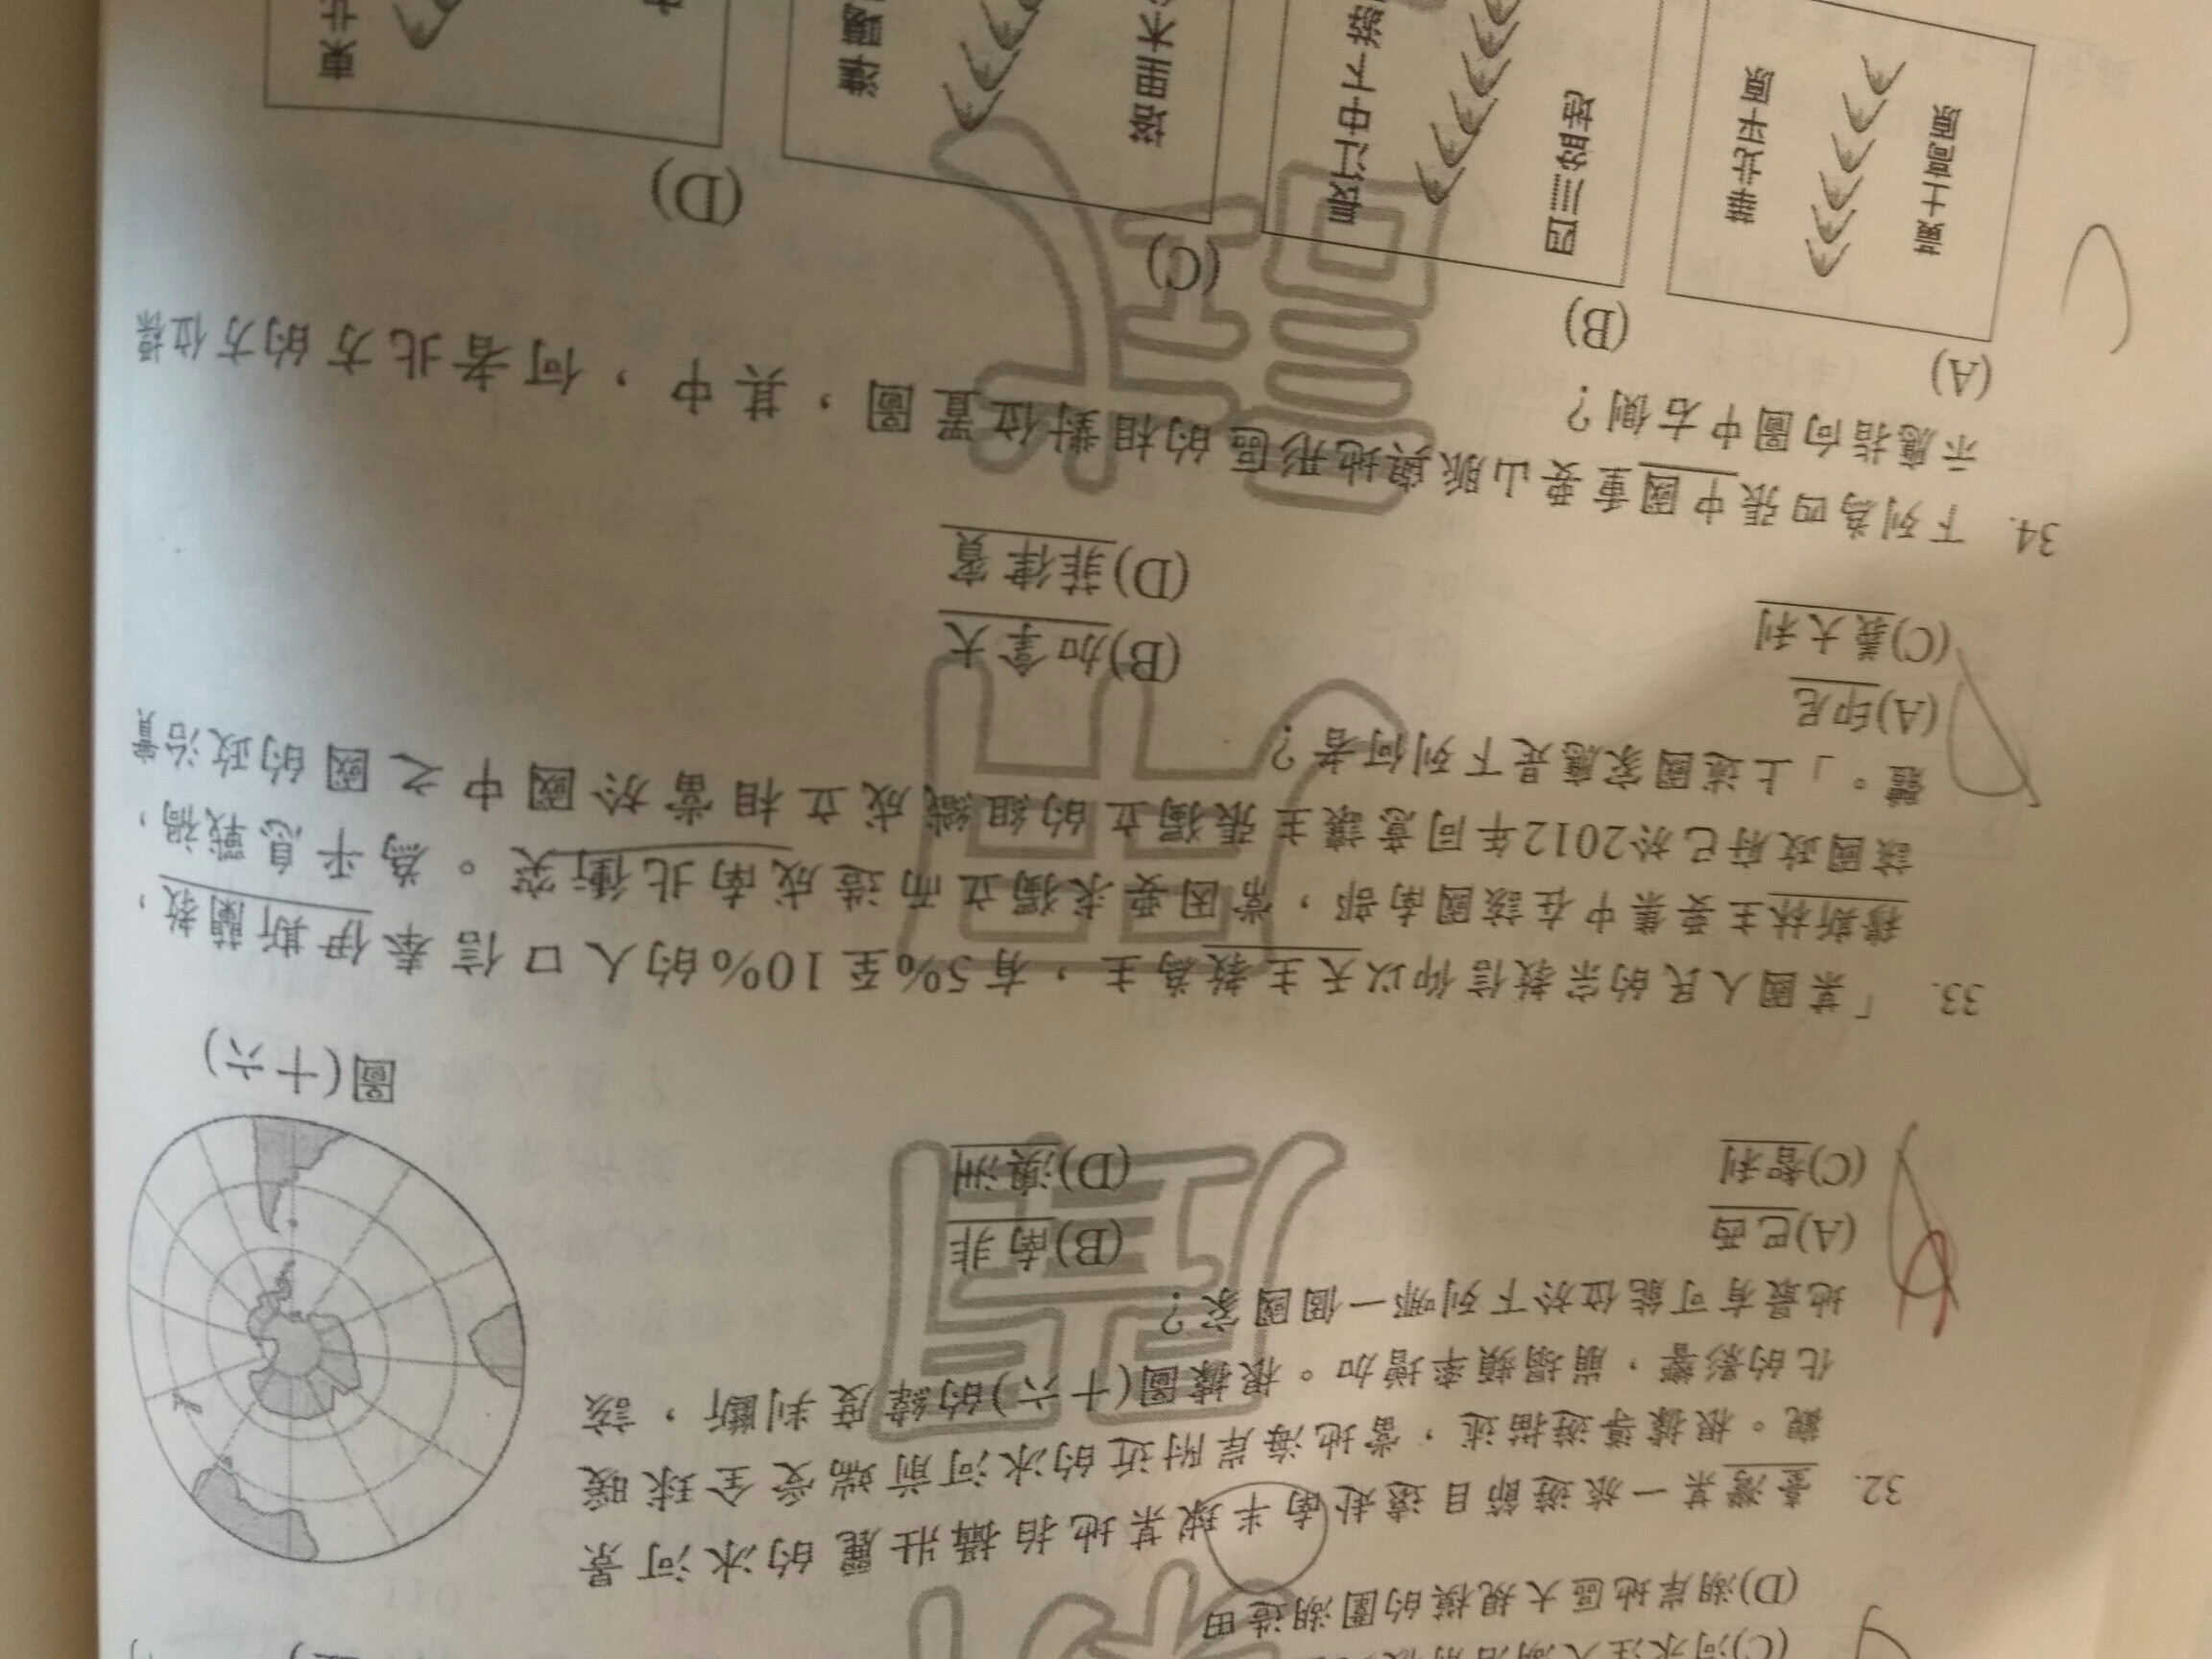 (C)河水注入湖泊前
(D)湖岸地區大規模的圍湖造田
32. 臺灣某一旅遊節目遠赴南半球某地拍攝壯麗的冰河景
觀。根據導遊描述,當地海岸附近的冰河前端受全球暖
化的影響,崩塌頻率增加。根據圖(十六)的緯度判斷,該
地最有可能位於下列哪一個國家?
(A)巴西 (B)南非
(C)智利 (D)澳洲
圖(十六)
33. 「某國人民的宗教信仰以天主教為主,有5%至10%的人口信奉伊斯蘭教,
穆斯林主要集中在該國南部,常因要求獨立而造成南北衝突。為平息戰禍,
該國政府已於2012年同意讓主張獨立的組織成立相當於國中之國的政治實
體。」上述國家應是下列何者?
(A)印尼 (B)加拿大
(C)義大利 (D)菲律賓
34. 下列為四張中國重要山脈與地形區的相對位置圖,其中,何者北方的方位標
示應指向圖中右側?
(A) (B) (C) (D)
黃土高原 華北平原
四川盆地 長江中下游
塔里木 準噶
東北